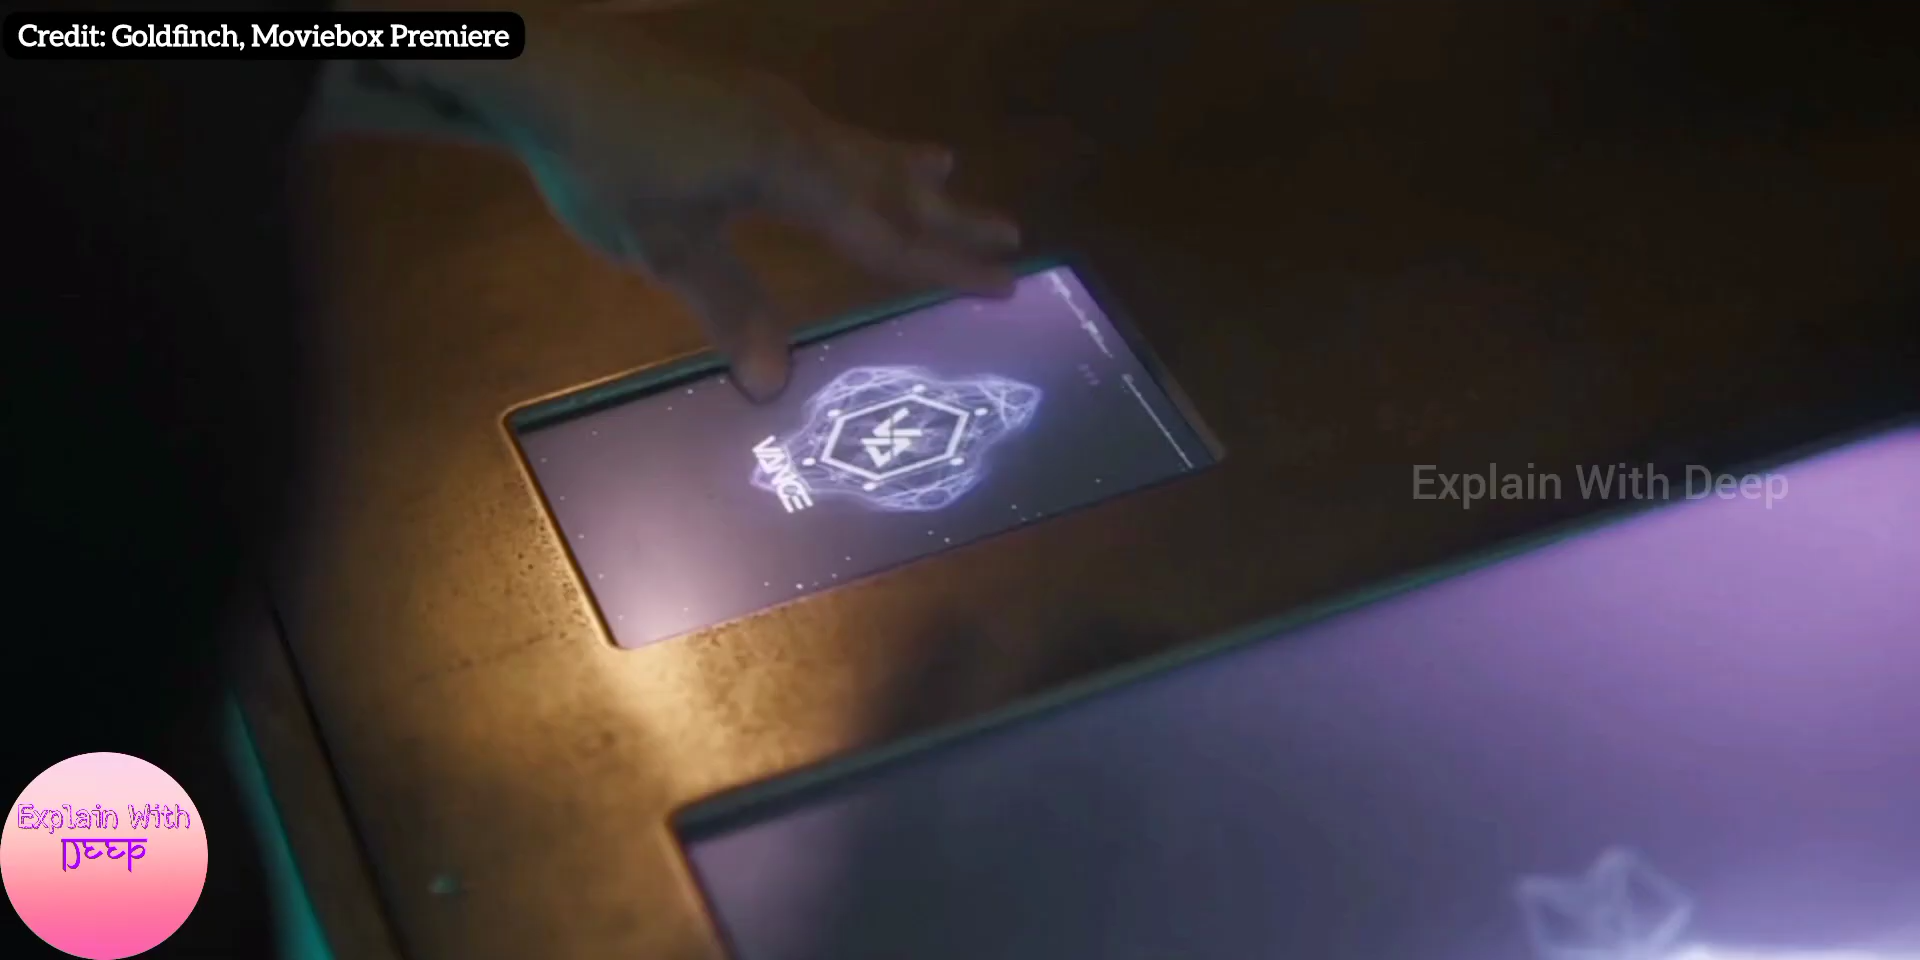 Credit: Goldfinch, Moviebox Premiere
VANCE
Explain With Deep
Explain With
DEEP